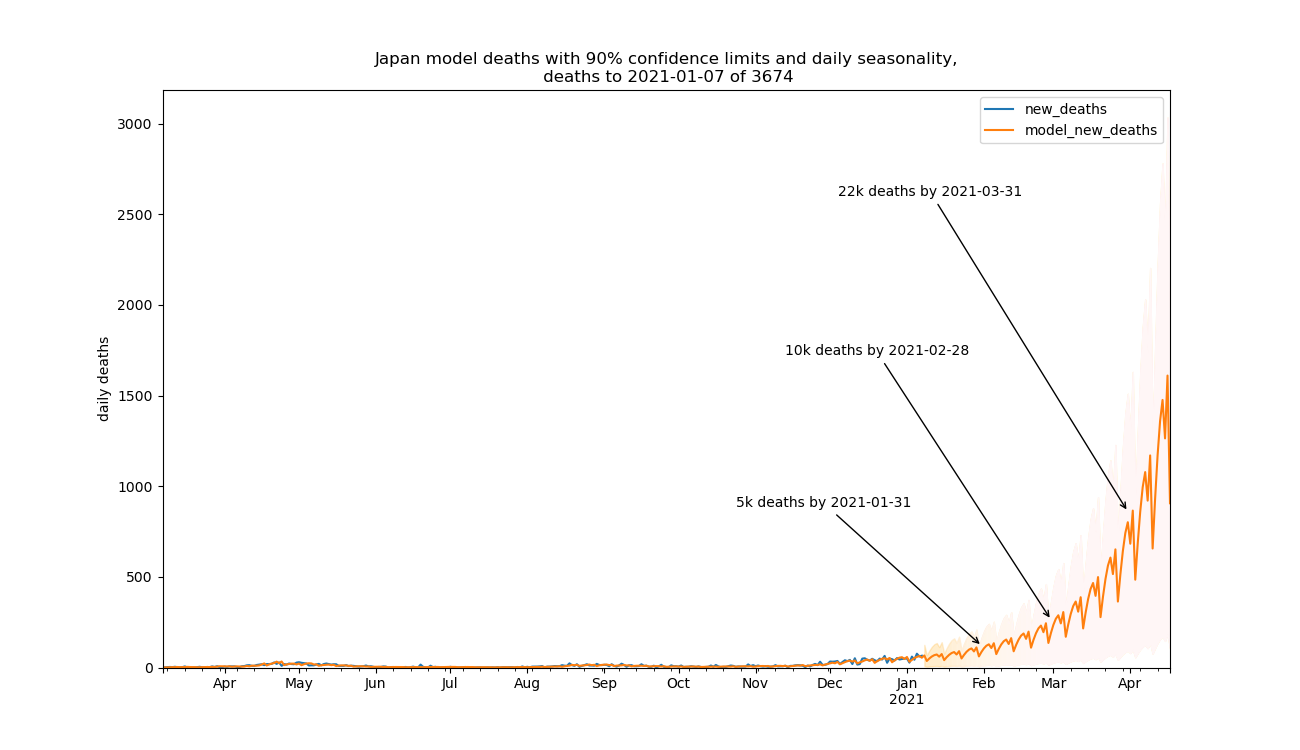 Japan model deaths with 90% confidence limits and daily seasonality,
deaths to 2021-01-07 of 3674
new_deaths
model_new_deaths
3000
2500
2000
1500
1000
500
0
daily deaths
22k deaths by 2021-03-31
10k deaths by 2021-02-28
5k deaths by 2021-01-31
Apr May Jun Jul Aug Sep Oct Nov Dec Jan Feb Mar Apr
2021